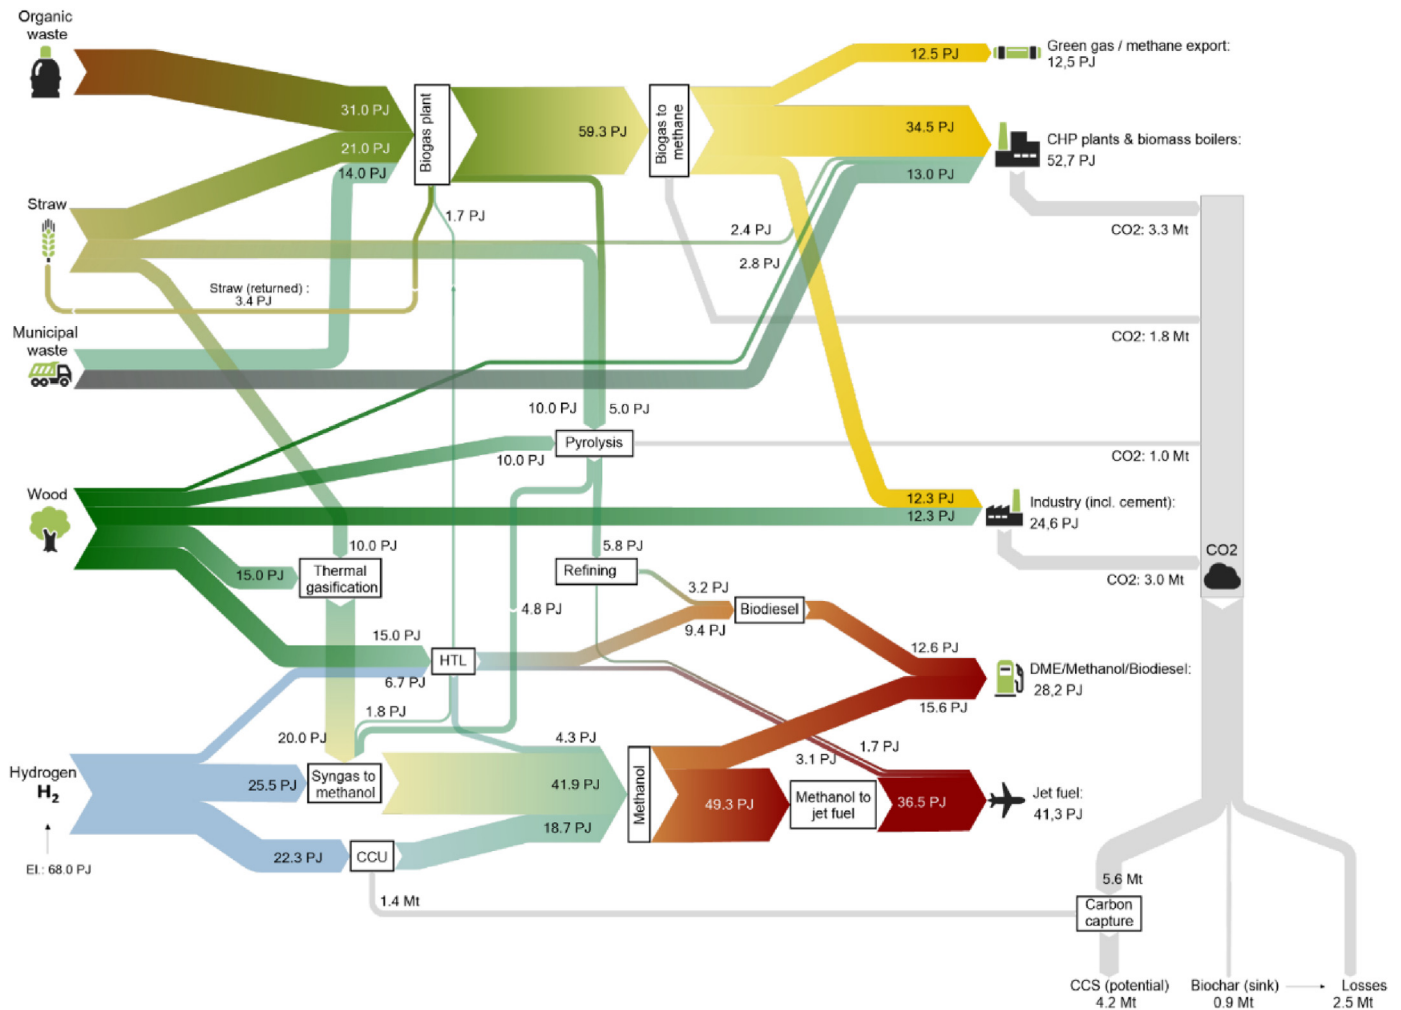 Organic
waste
Green gas / methane export:
12,5 PJ
12.5 PJ
31.0 PJ
Biogas plant
59.3 PJ
Biogas to
methane
34.5 PJ
CHP plants & biomass boilers:
52,7 PJ
21.0 PJ
14.0 PJ
13.0 PJ
Straw
1.7 PJ
2.4 PJ
CO2: 3.3 Mt
2.8 PJ
Straw (returned) :
3.4 PJ
Municipal
waste
CO2: 1.8 Mt
10.0 PJ
5.0 PJ
Pyrolysis
10.0 PJ
CO2: 1.0 Mt
Wood
12.3 PJ
12.3 PJ
Industry (incl. cement):
24,6 PJ
10.0 PJ
5.8 PJ
CO2
15.0 PJ
Thermal
gasification
Refining
CO2: 3.0 Mt
3.2 PJ
4.8 PJ
Biodiesel
9.4 PJ
15.0 PJ
HTL
6.7 PJ
12.6 PJ
DME/Methanol/Biodiesel:
28,2 PJ
15.6 PJ
1.8 PJ
20.0 PJ
4.3 PJ
1.7 PJ
3.1 PJ
Hydrogen
H2
25.5 PJ
Syngas to
methanol
41.9 PJ
Methanol
49.3 PJ
Methanol to
jet fuel
36.5 PJ
Jet fuel:
41,3 PJ
18.7 PJ
22.3 PJ
CCU
El.: 68.0 PJ
5.6 Mt
1.4 Mt
Carbon
capture
CCS (potential)
4.2 Mt
Biochar (sink)
0.9 Mt
Losses
2.5 Mt